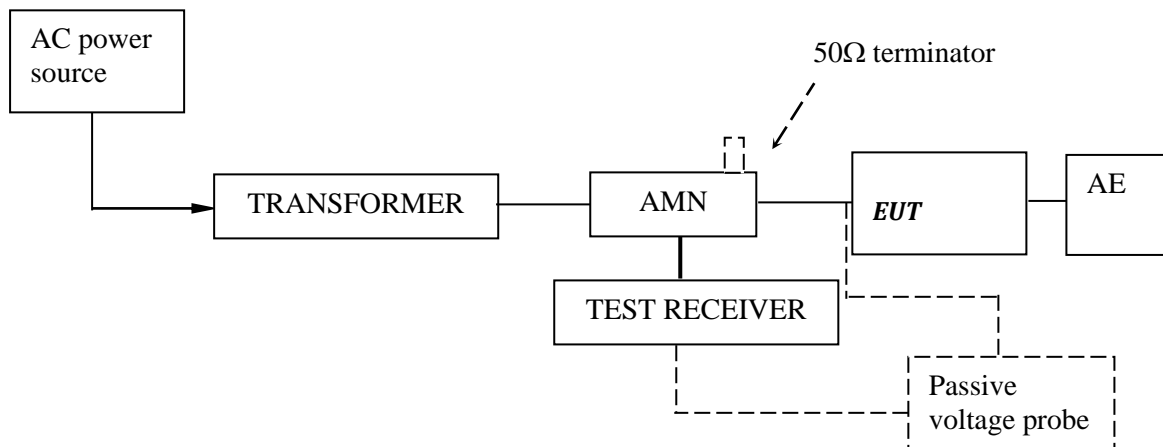 AC power
source
50Ω terminator
TRANSFORMER
AMN
EUT
AE
TEST RECEIVER
Passive
voltage probe